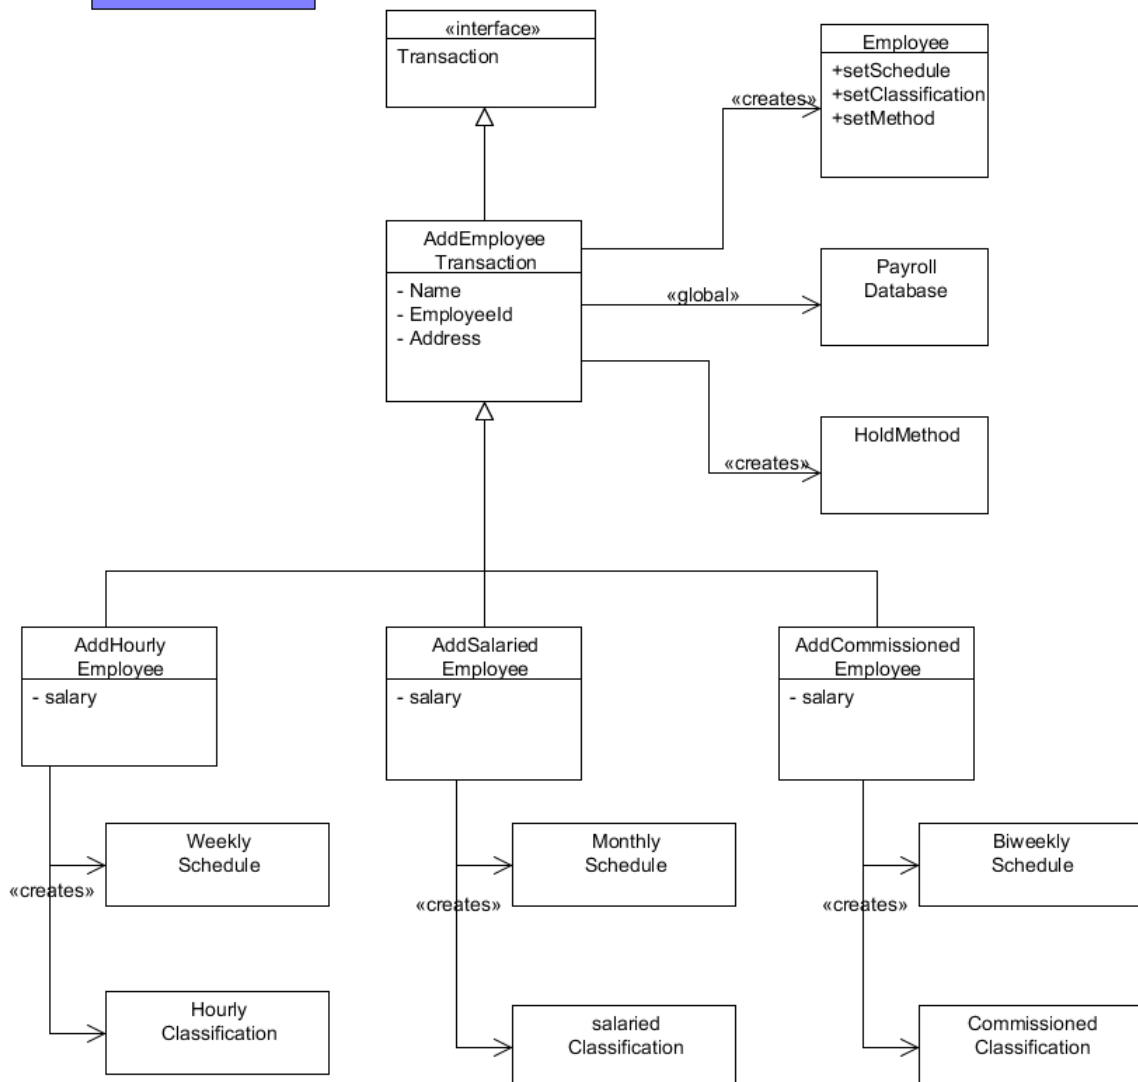 «interface»
Transaction
Employee
+setSchedule
+setClassification
+setMethod
«creates»
AddEmployee
Transaction
- Name
- EmployeeId
- Address
«global»
Payroll
Database
«creates»
HoldMethod
AddHourly
Employee
- salary
AddSalaried
Employee
- salary
AddCommissioned
Employee
- salary
Weekly
Schedule
Monthly
Schedule
Biweekly
Schedule
«creates»
«creates»
«creates»
Hourly
Classification
salaried
Classification
Commissioned
Classification